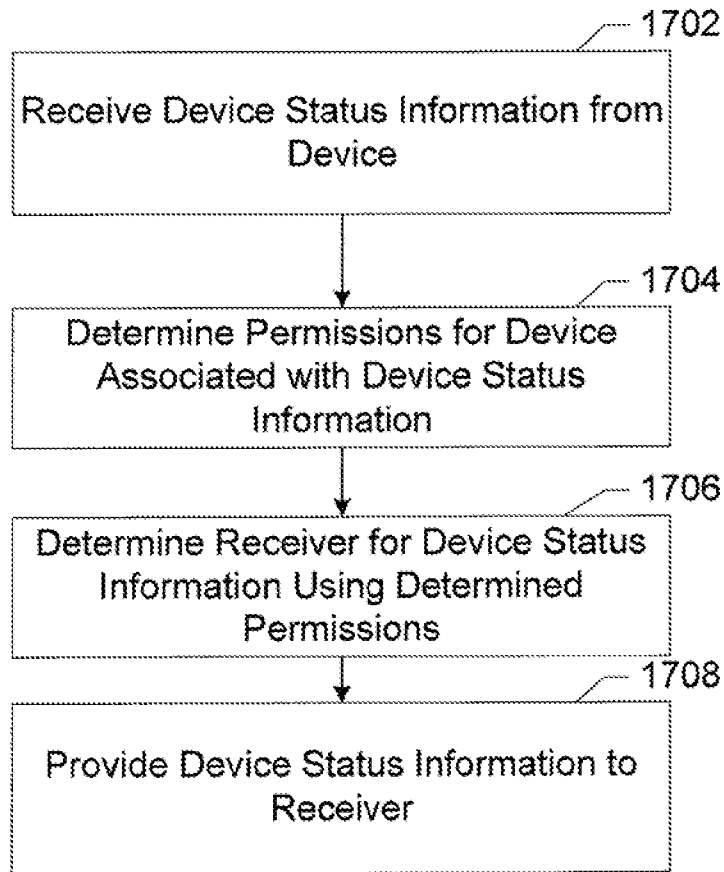 1702
Receive Device Status Information from
Device
1704
Determine Permissions for Device
Associated with Device Status
Information
1706
Determine Receiver for Device Status
Information Using Determined
Permissions
1708
Provide Device Status Information to
Receiver